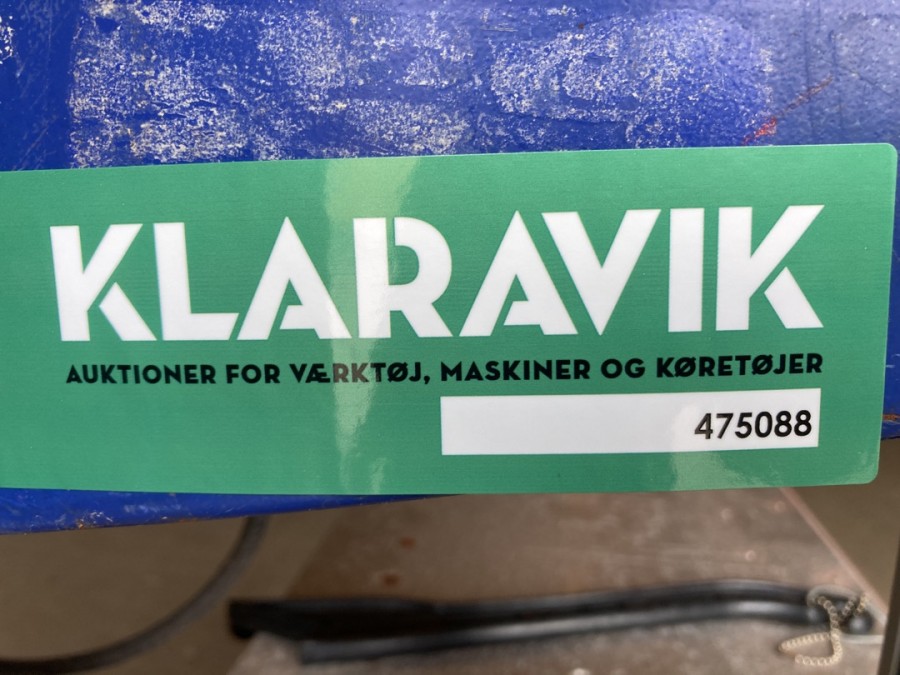 KLARAVIK
AUKTIONER FOR VÆRKTØJ, MASKINER OG KØRETØJER
475088